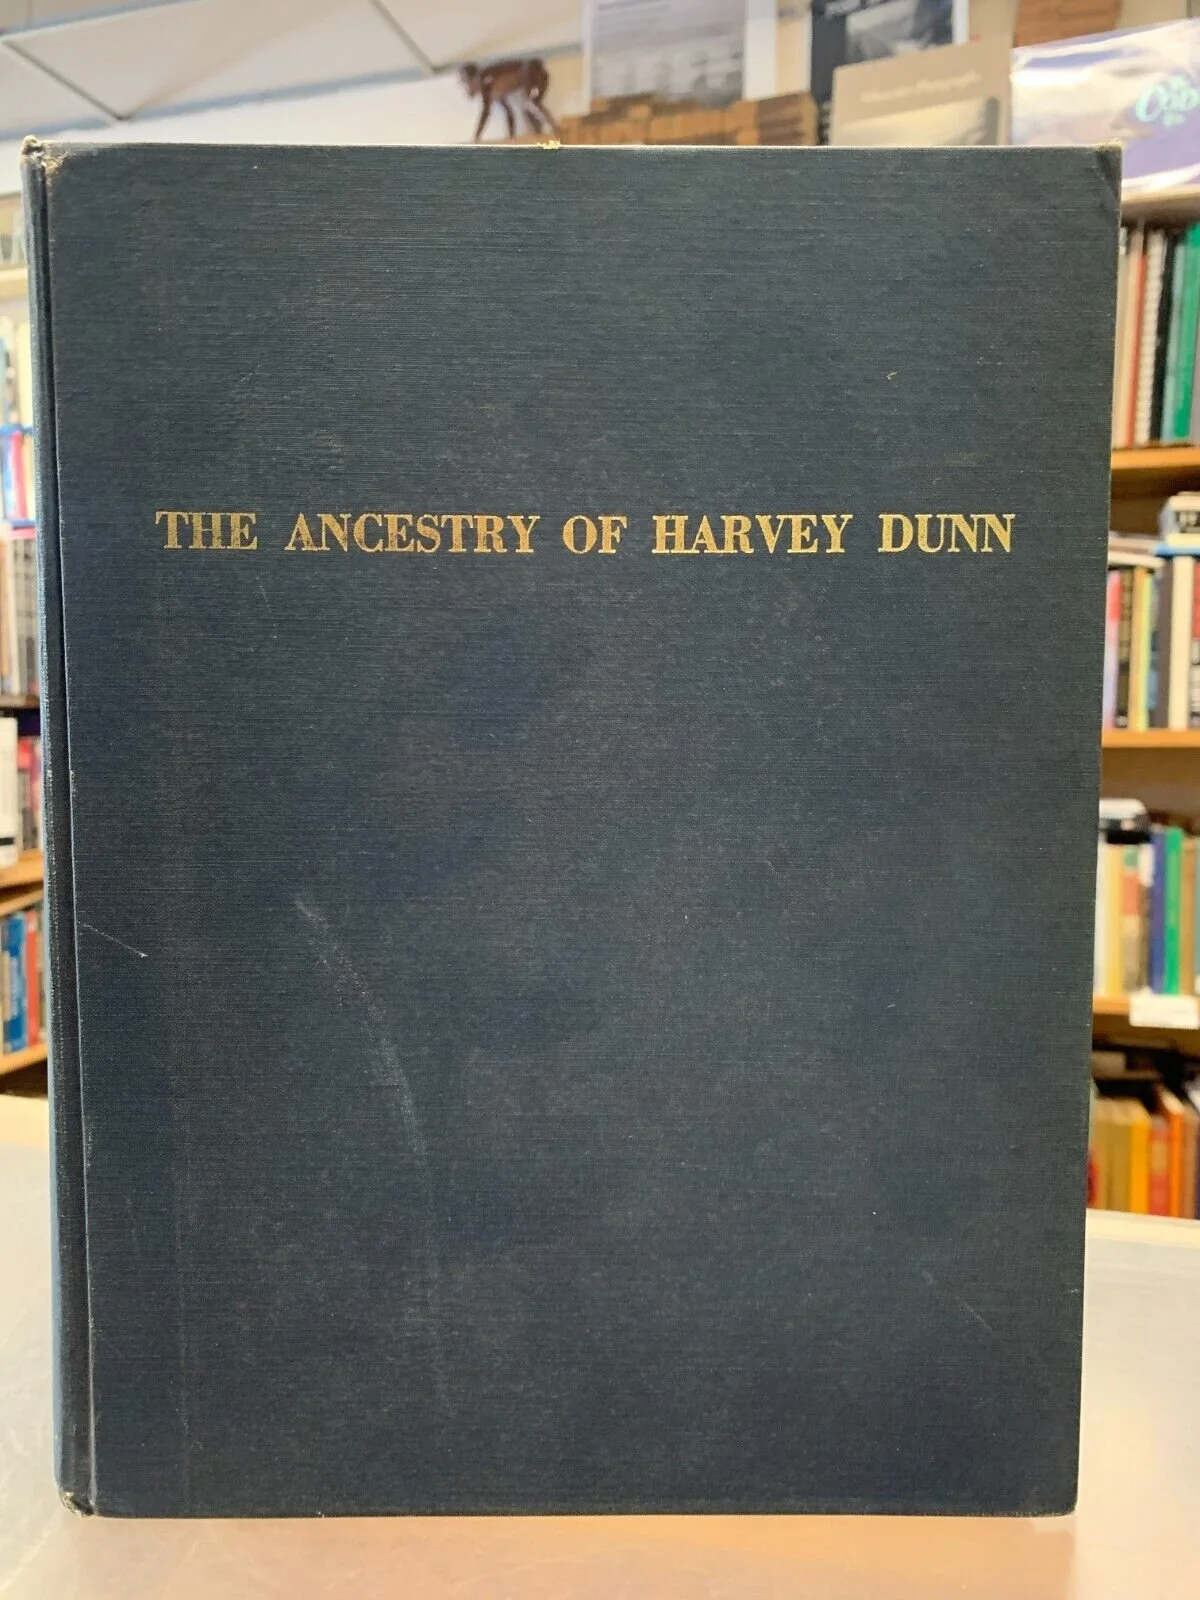 THE ANCESTRY OF HARVEY DUNN